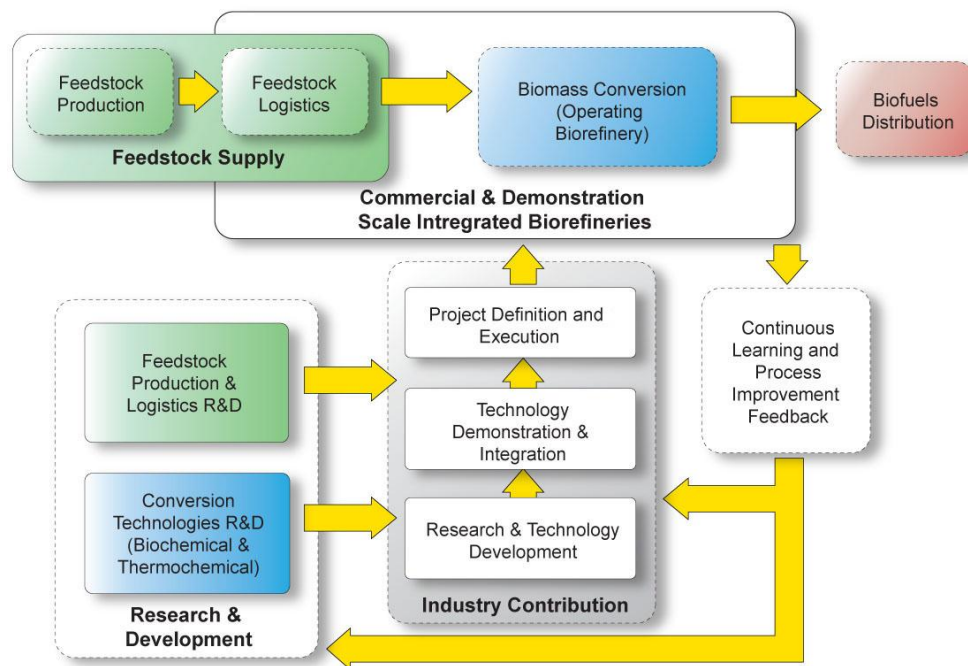 Feedstock
Production
Feedstock
Logistics
Feedstock Supply
Biomass Conversion
(Operating
Biorefinery)
Commercial & Demonstration
Scale Intregrated Biorefineries
Biofuels
Distribution
Feedstock
Production &
Logistics R&D
Conversion
Technologies R&D
(Biochemical &
Thermochemical)
Research &
Development
Project Definition and
Execution
Technology
Demonstration &
Integration
Research & Technology
Development
Industry Contribution
Continuous
Learning and
Process
Improvement
Feedback